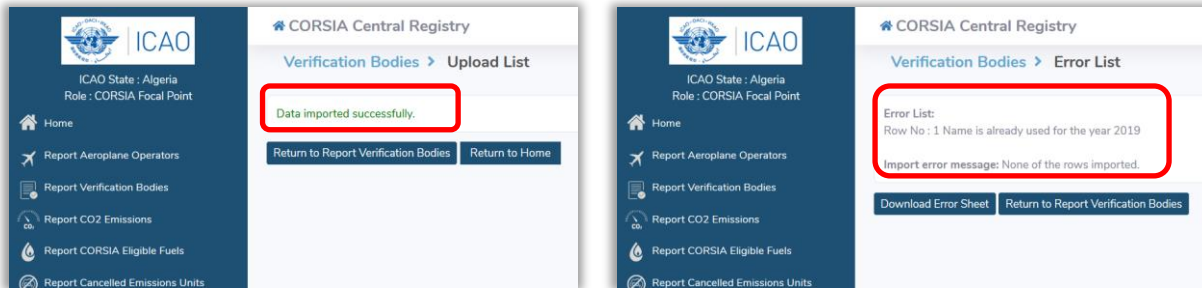 ICAO
ICAO State : Algeria
Role : CORSIA Focal Point
Home
Report Aeroplane Operators
Report Verification Bodies
CO₂
Report CO2 Emissions
Report CORSIA Eligible Fuels
Report Cancelled Emissions Units
CORSIA Central Registry
Verification Bodies > Upload List
Data imported successfully.
Return to Report Verification Bodies
Return to Home
ICAO
ICAO State : Algeria
Role : CORSIA Focal Point
Home
Report Aeroplane Operators
Report Verification Bodies
CO₂
Report CO2 Emissions
Report CORSIA Eligible Fuels
Report Cancelled Emissions Units
CORSIA Central Registry
Verification Bodies > Error List
Error List:
Row No : 1 Name is already used for the year 2019
Import error message: None of the rows imported.
Download Error Sheet
Return to Report Verification Bodies